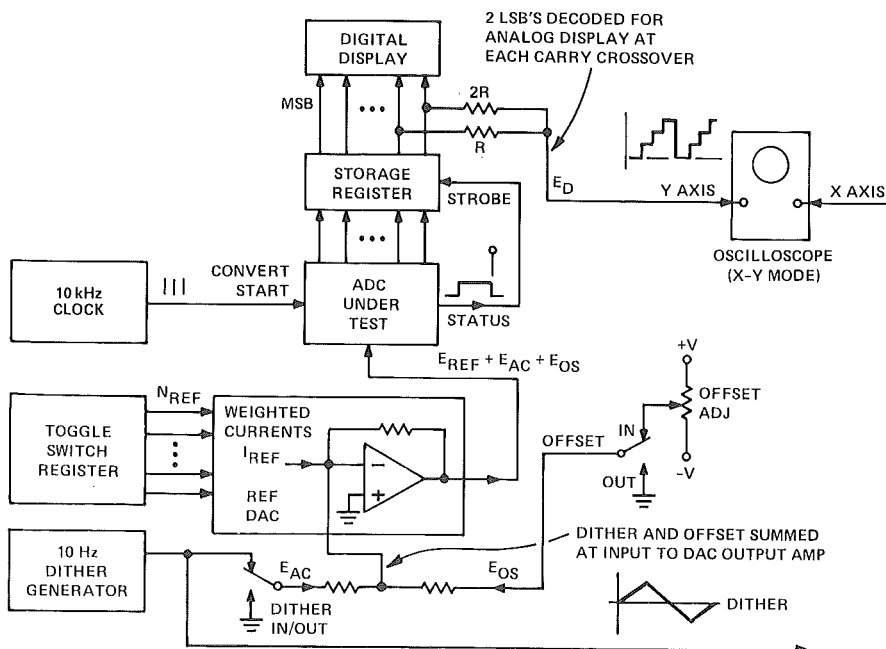 2 LSB'S DECODED FOR
ANALOG DISPLAY AT
EACH CARRY CROSSOVER
DIGITAL
DISPLAY
MSB
2R
R
STORAGE
REGISTER
STROBE
E_D
Y AXIS
X AXIS
OSCILLOSCOPE
(X-Y MODE)
10 kHz
CLOCK
CONVERT
START
ADC
UNDER
TEST
STATUS
E_REF + E_AC + E_OS
+V
OFFSET
ADJ
-V
IN
OUT
OFFSET
TOGGLE
SWITCH
REGISTER
N_REF
WEIGHTED
CURRENTS
I_REF
REF
DAC
−
+
DITHER AND OFFSET SUMMED
AT INPUT TO DAC OUTPUT AMP
10 Hz
DITHER
GENERATOR
E_AC
E_OS
DITHER
IN/OUT
DITHER